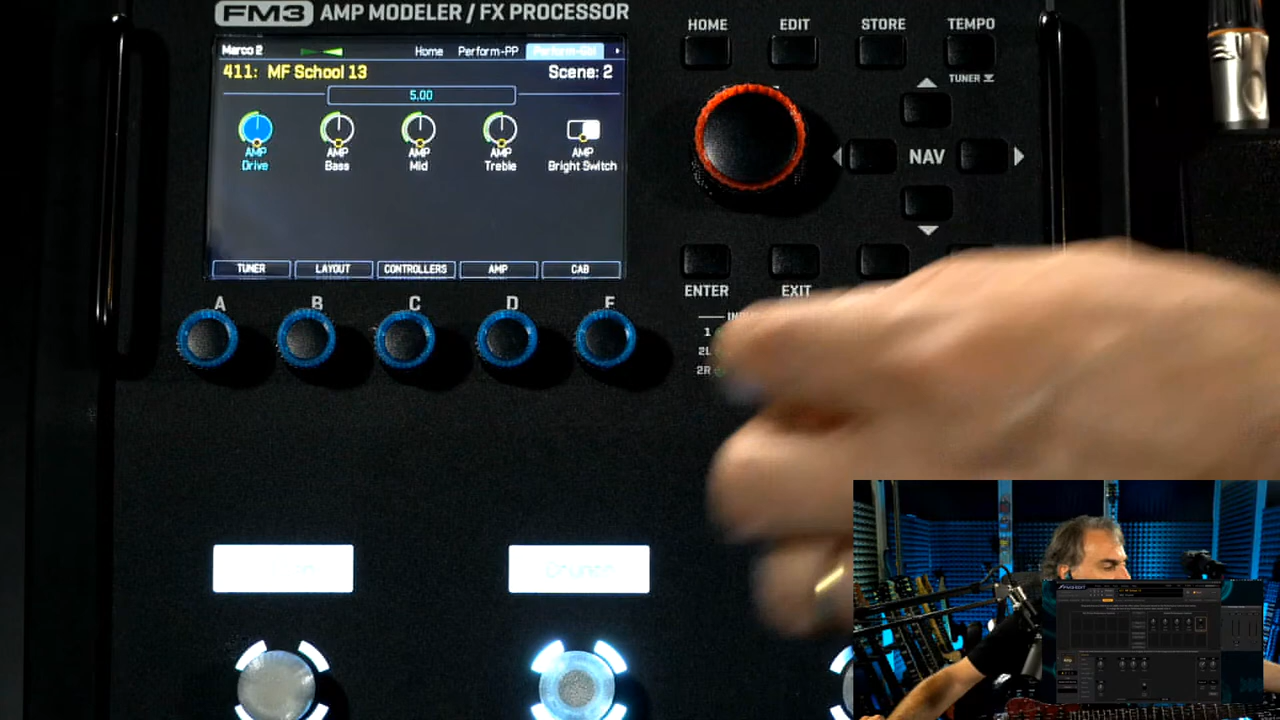 FM3 AMP MODELER / FX PROCESSOR
HOME EDIT STORE TEMPO
Marco 2 Home Perform-PP
411: MF School 13 Scene: 2
5.00
AMP Drive
AMP Bass
AMP Mid
AMP Treble
AMP Bright Switch
TUNER LAYOUT CONTROLLERS AMP CAB
TUNER
NAV
ENTER EXIT
A B C D E
1
2L
2R